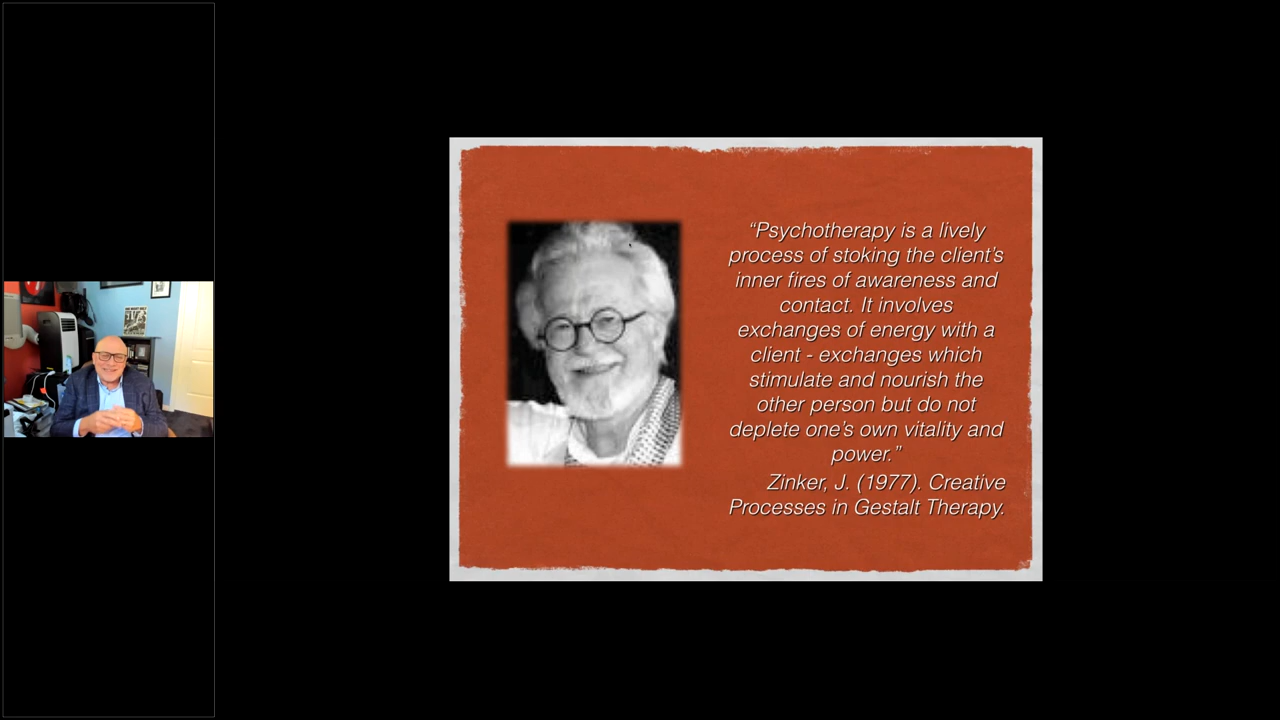 “Psychotherapy is a lively
process of stoking the client’s
inner fires of awareness and
contact. It involves
exchanges of energy with a
client - exchanges which
stimulate and nourish the
other person but do not
deplete one’s own vitality and
power.”
Zinker, J. (1977). Creative
Processes in Gestalt Therapy.